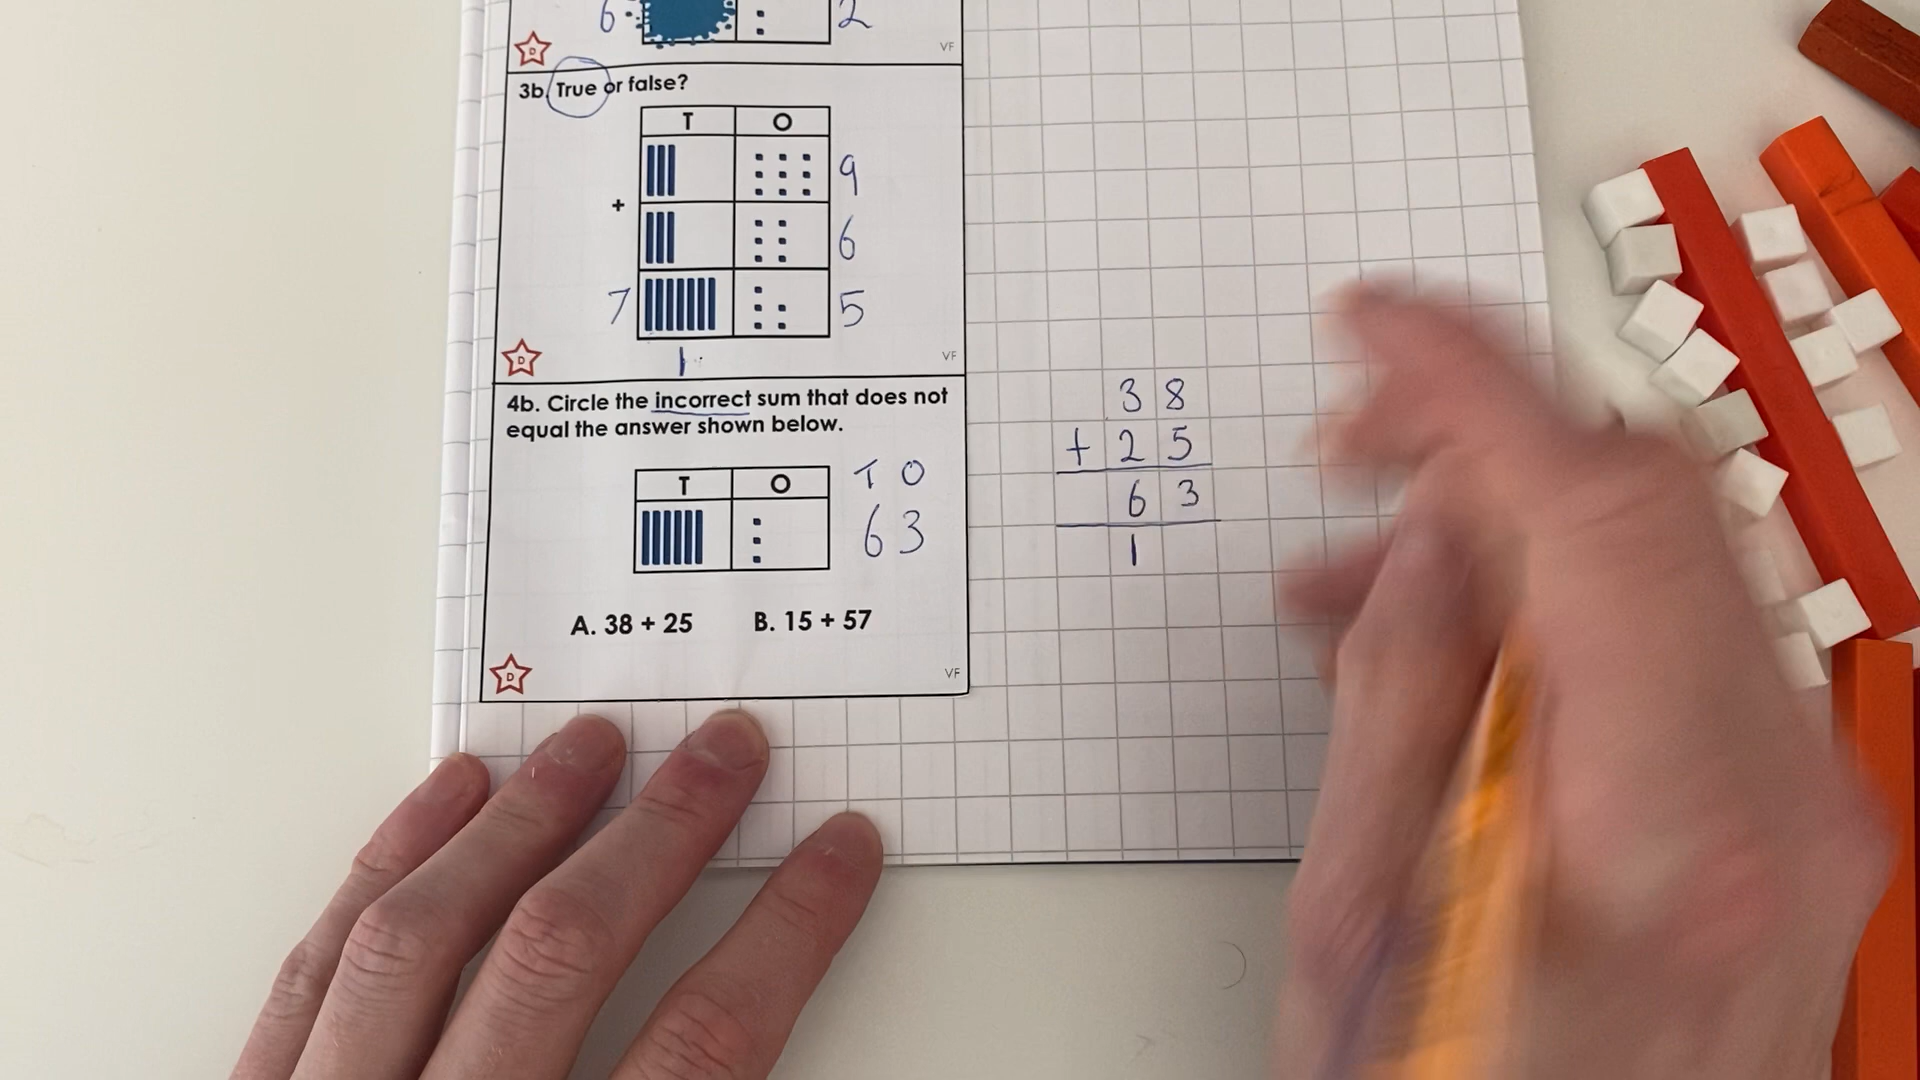 6 2
D VF
3b. True or false?
T O
9
+
6
7 5
1
D VF
4b. Circle the incorrect sum that does not
equal the answer shown below.
T O
T O
6 3
A. 38 + 25 B. 15 + 57
D VF
3 8
+ 2 5
6 3
1